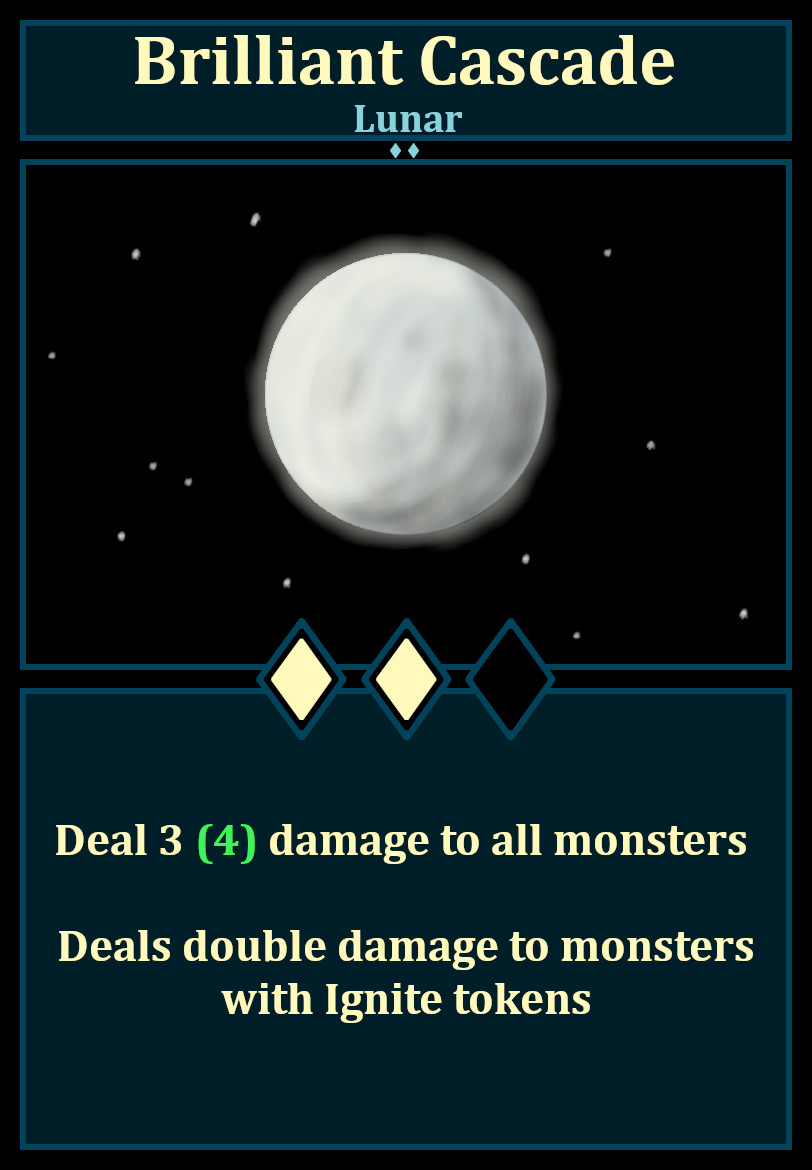 Brilliant Cascade
Lunar
Deal 3 (4) damage to all monsters
Deals double damage to monsters
with Ignite tokens